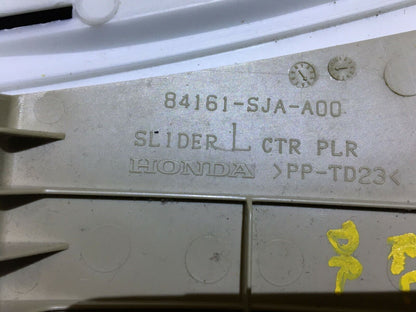 84161-SJA-A00
SLIDER L CTR PLR
HONDA >PP-TD23<